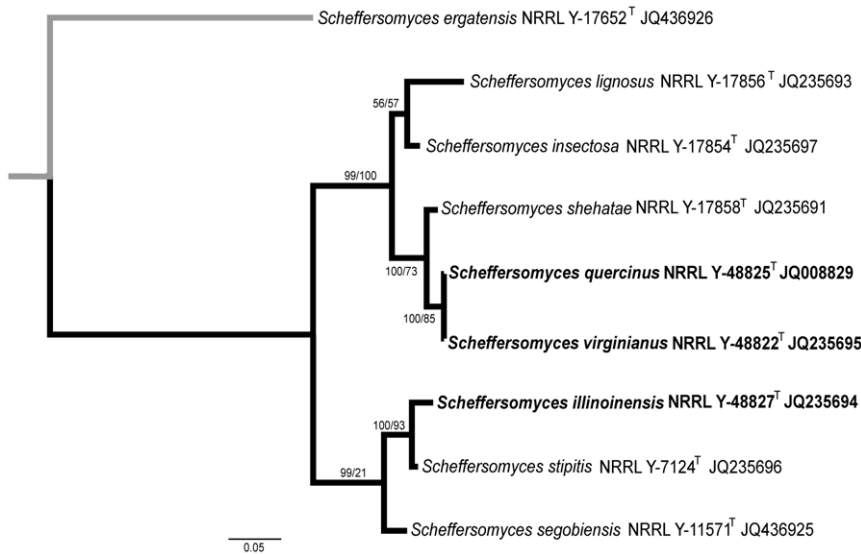 Scheffersomyces ergatensis NRRL Y-17652T JQ436926
Scheffersomyces lignosus NRRL Y-17856T JQ235693
56/57
Scheffersomyces insectosa NRRL Y-17854T JQ235697
99/100
Scheffersomyces shehatae NRRL Y-17858T JQ235691
100/73
Scheffersomyces quercinus NRRL Y-48825T JQ008829
100/85
Scheffersomyces virginianus NRRL Y-48822T JQ235695
Scheffersomyces illinoinensis NRRL Y-48827T JQ235694
100/93
Scheffersomyces stipitis NRRL Y-7124T JQ235696
99/21
Scheffersomyces segobiensis NRRL Y-11571T JQ436925
0.05